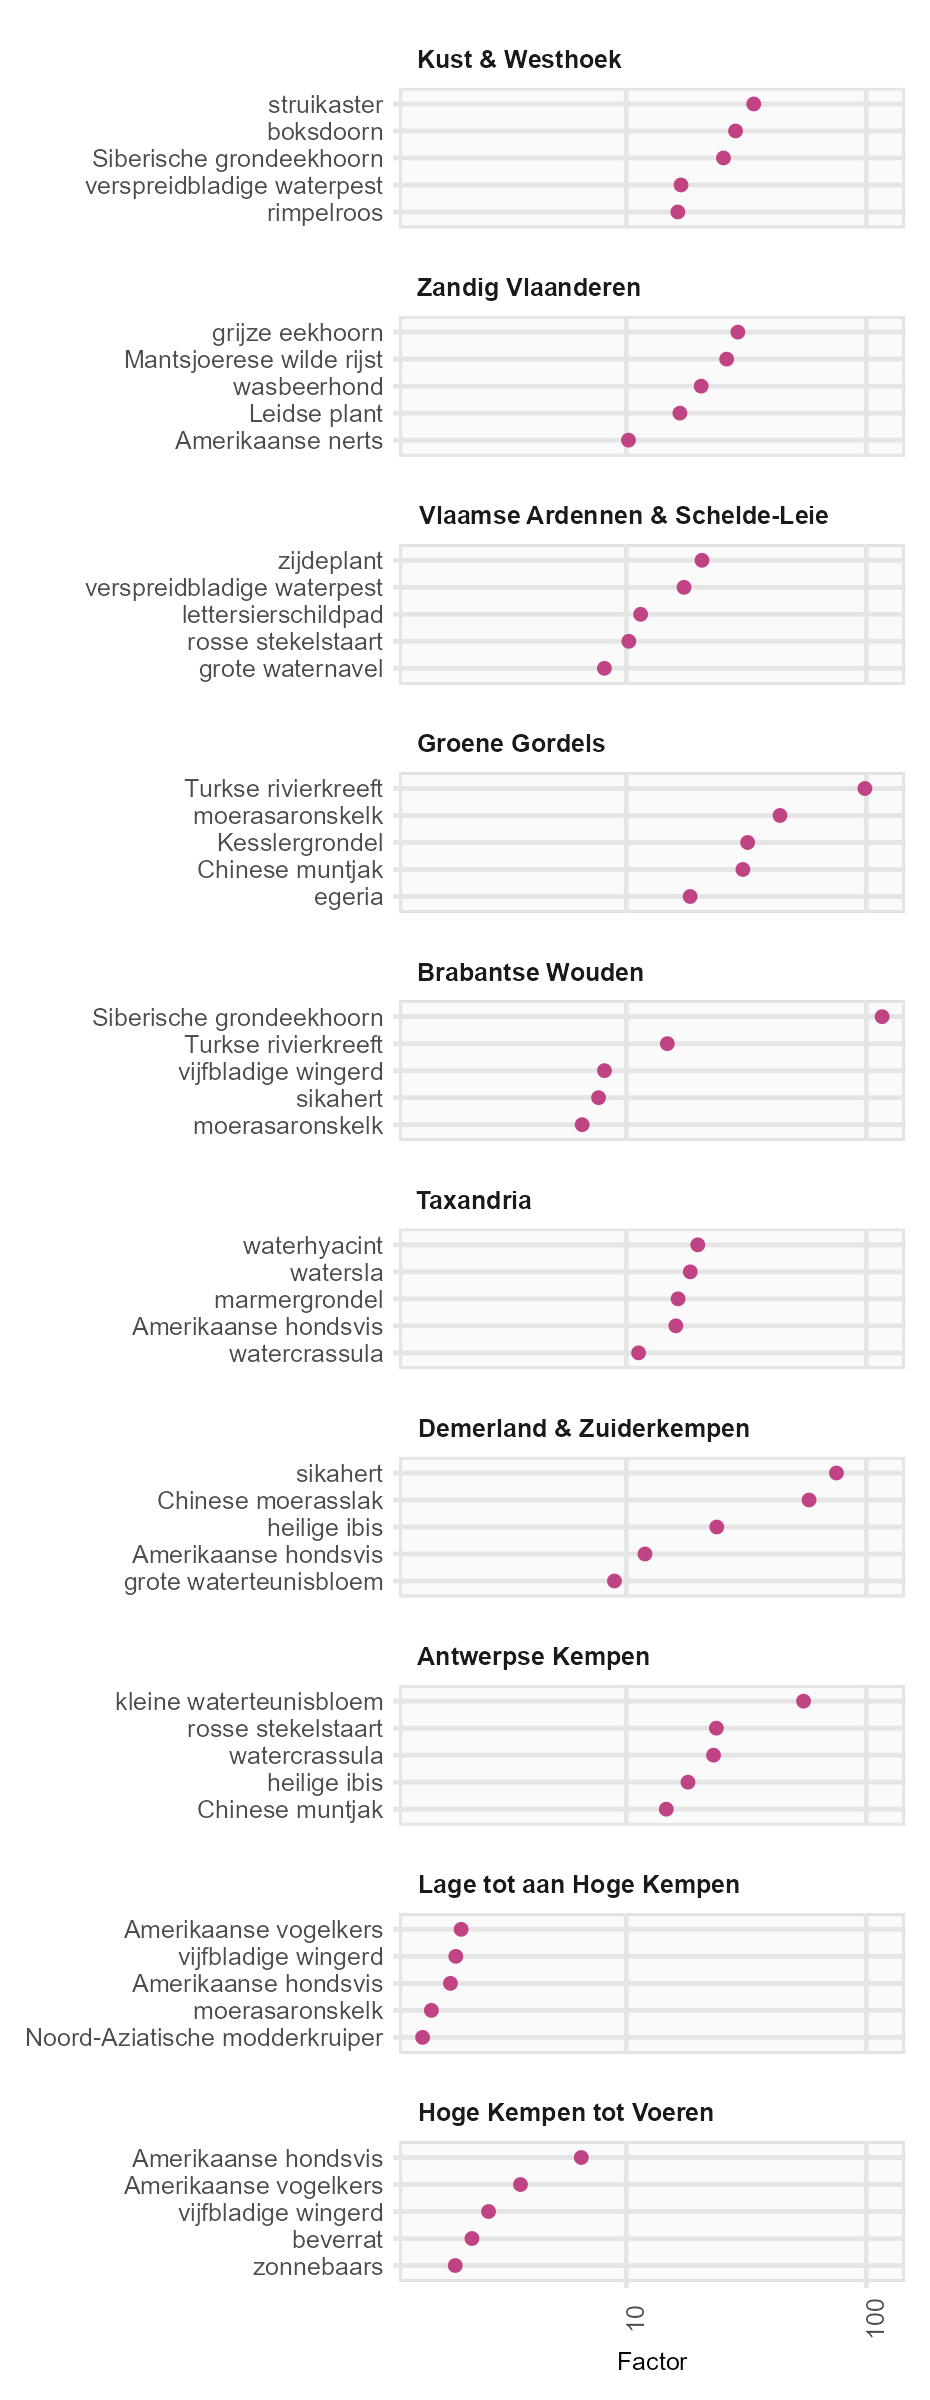 Kust & Westhoek
struikaster
boksdoorn
Siberische grondeekhoorn
verspreidbladige waterpest
rimpelroos
Zandig Vlaanderen
grijze eekhoorn
Mantsjoerese wilde rijst
wasbeerhond
Leidse plant
Amerikaanse nerts
Vlaamse Ardennen & Schelde-Leie
zijdeplant
verspreidbladige waterpest
lettersierschildpad
rosse stekelstaart
grote waternavel
Groene Gordels
Turkse rivierkreeft
moerasaronskelk
Kesslergrondel
Chinese muntjak
egeria
Brabantse Wouden
Siberische grondeekhoorn
Turkse rivierkreeft
vijfbladige wingerd
sikahert
moerasaronskelk
Taxandria
waterhyacint
watersla
marmergrondel
Amerikaanse hondsvis
watercrassula
Demerland & Zuiderkempen
sikahert
Chinese moerasslak
heilige ibis
Amerikaanse hondsvis
grote waterteunisbloem
Antwerpse Kempen
kleine waterteunisbloem
rosse stekelstaart
watercrassula
heilige ibis
Chinese muntjak
Lage tot aan Hoge Kempen
Amerikaanse vogelkers
vijfbladige wingerd
Amerikaanse hondsvis
moerasaronskelk
Noord-Aziatische modderkruiper
Hoge Kempen tot Voeren
Amerikaanse hondsvis
Amerikaanse vogelkers
vijfbladige wingerd
beverrat
zonnebaars
10
100
Factor